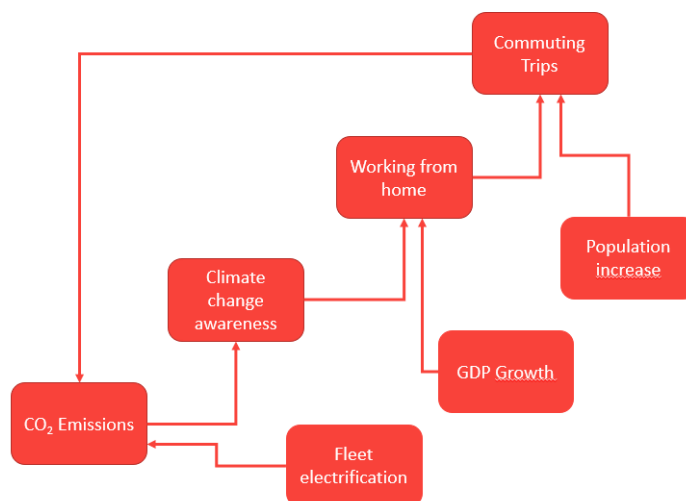 Commuting
Trips
Working from
home
Population
increase
Climate
change
awareness
GDP Growth
CO₂ Emissions
Fleet
electrification